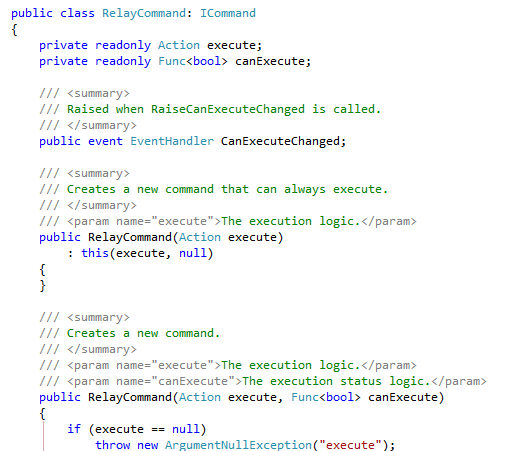 public class RelayCommand: ICommand
{
    private readonly Action execute;
    private readonly Func<bool> canExecute;

    /// <summary>
    /// Raised when RaiseCanExecuteChanged is called.
    /// </summary>
    public event EventHandler CanExecuteChanged;

    /// <summary>
    /// Creates a new command that can always execute.
    /// </summary>
    /// <param name="execute">The execution logic.</param>
    public RelayCommand(Action execute)
        : this(execute, null)
    {
    }

    /// <summary>
    /// Creates a new command.
    /// </summary>
    /// <param name="execute">The execution logic.</param>
    /// <param name="canExecute">The execution status logic.</param>
    public RelayCommand(Action execute, Func<bool> canExecute)
    {
        if (execute == null)
            throw new ArgumentNullException("execute");